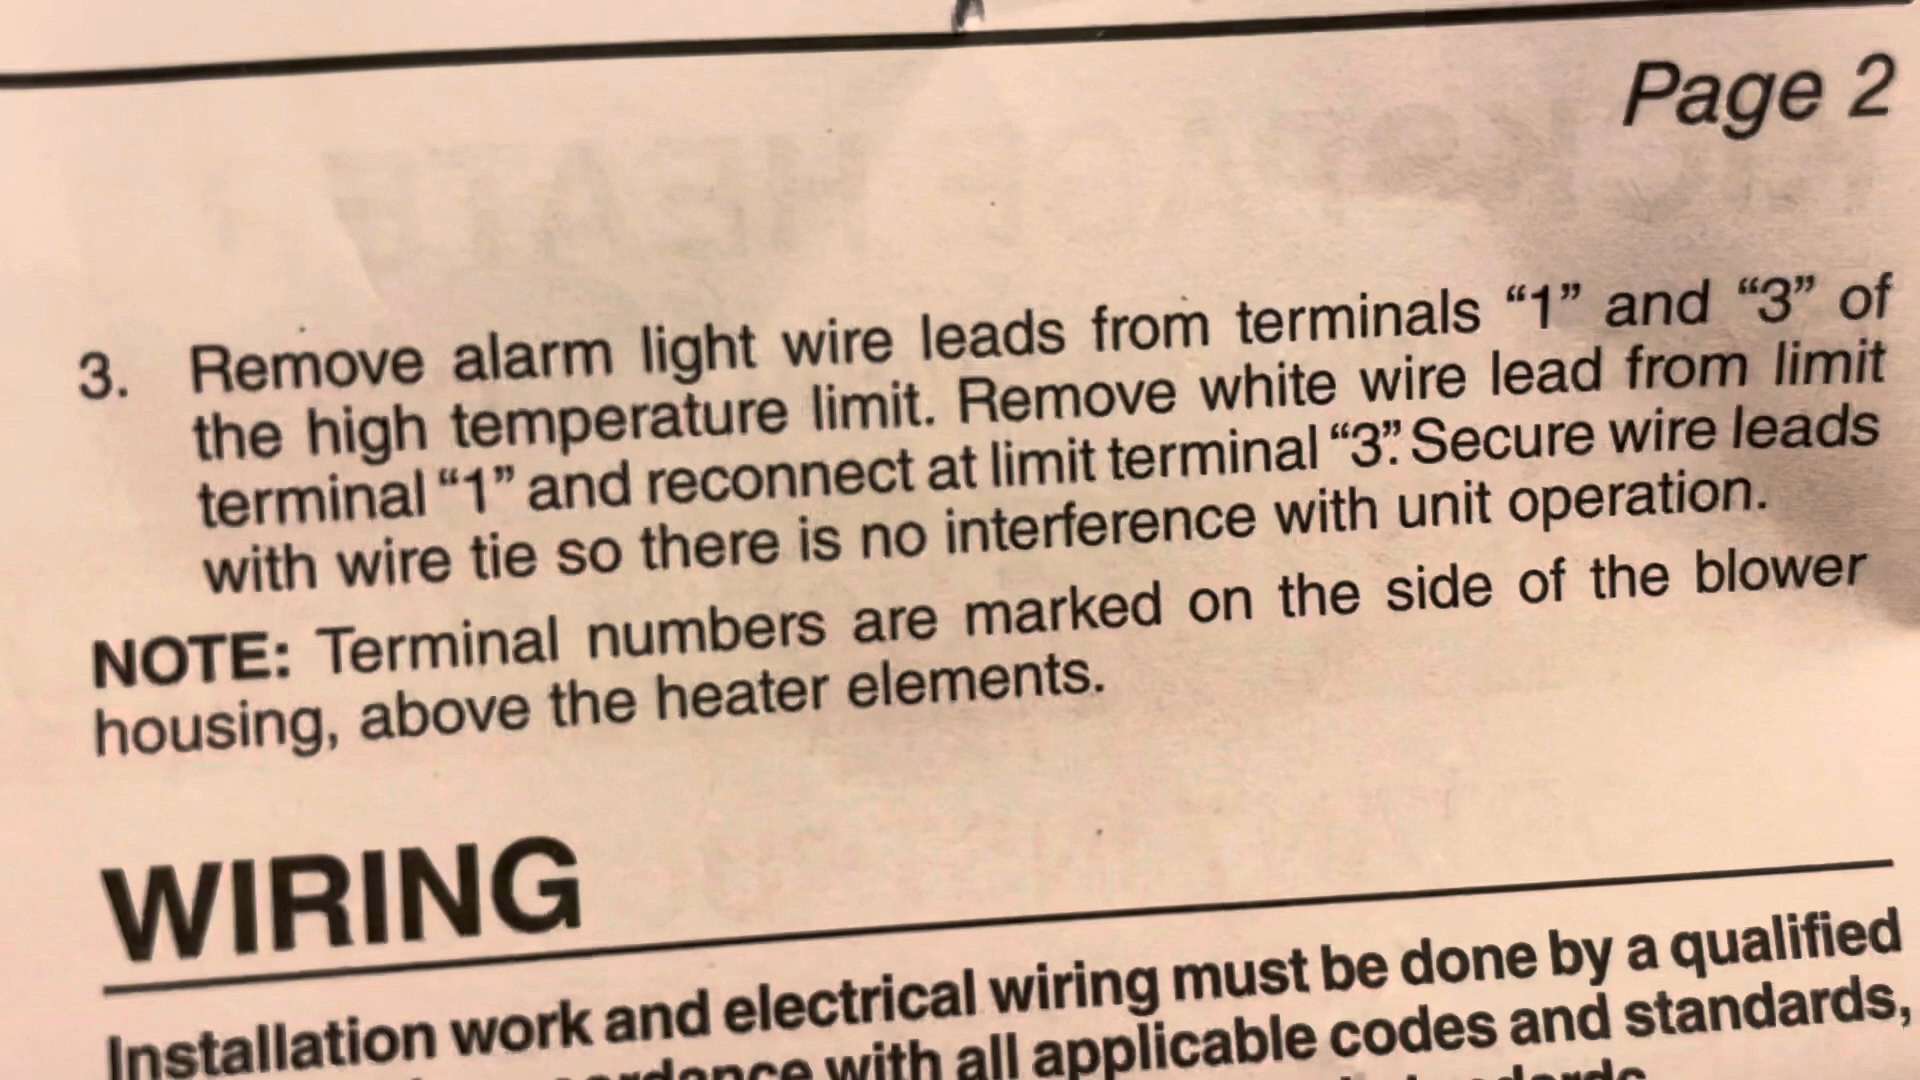 Page 2
3. Remove alarm light wire leads from terminals “1” and “3” of
the high temperature limit. Remove white wire lead from limit
terminal “1” and reconnect at limit terminal “3”. Secure wire leads
with wire tie so there is no interference with unit operation.
NOTE: Terminal numbers are marked on the side of the blower
housing, above the heater elements.
WIRING
Installation work and electrical wiring must be done by a qualified
with all applicable codes and standards,